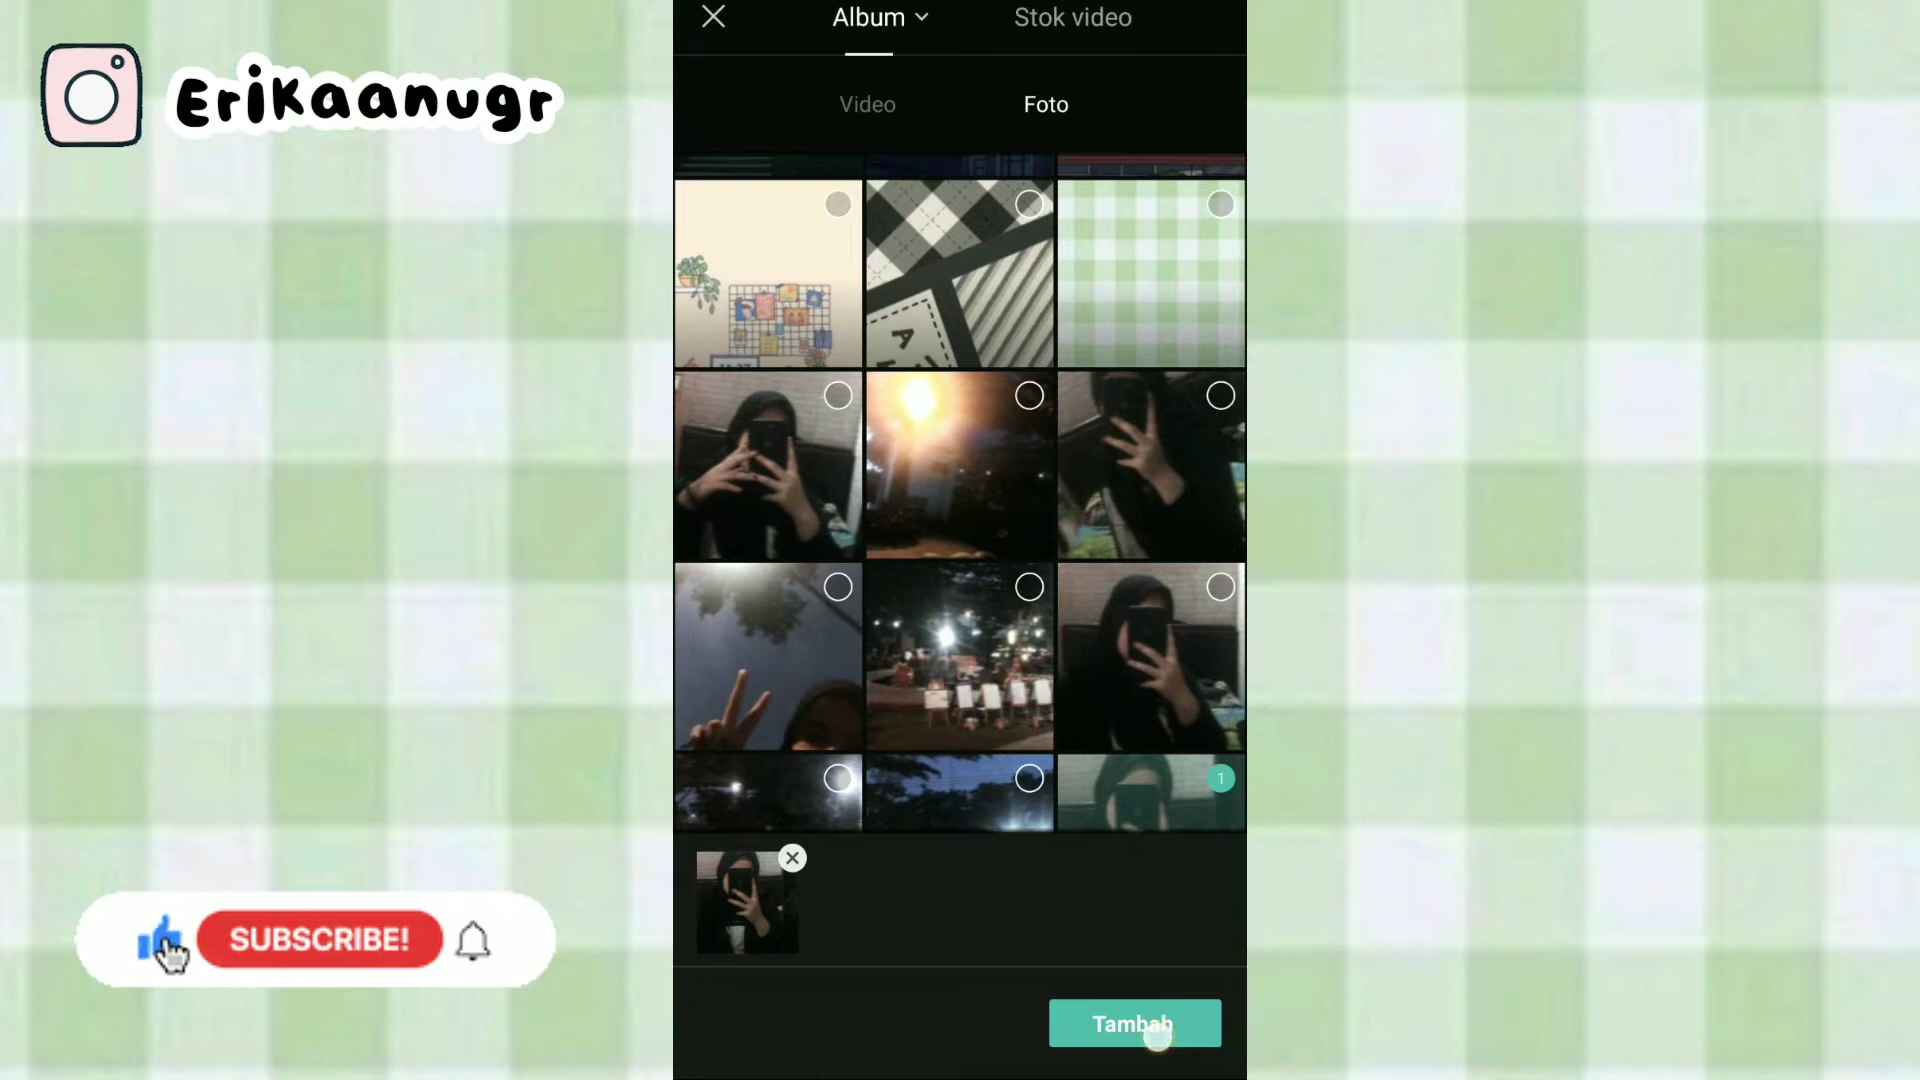 Album
Stok video
Erikaanugr
Video
Foto
1
SUBSCRIBE!
Tambah